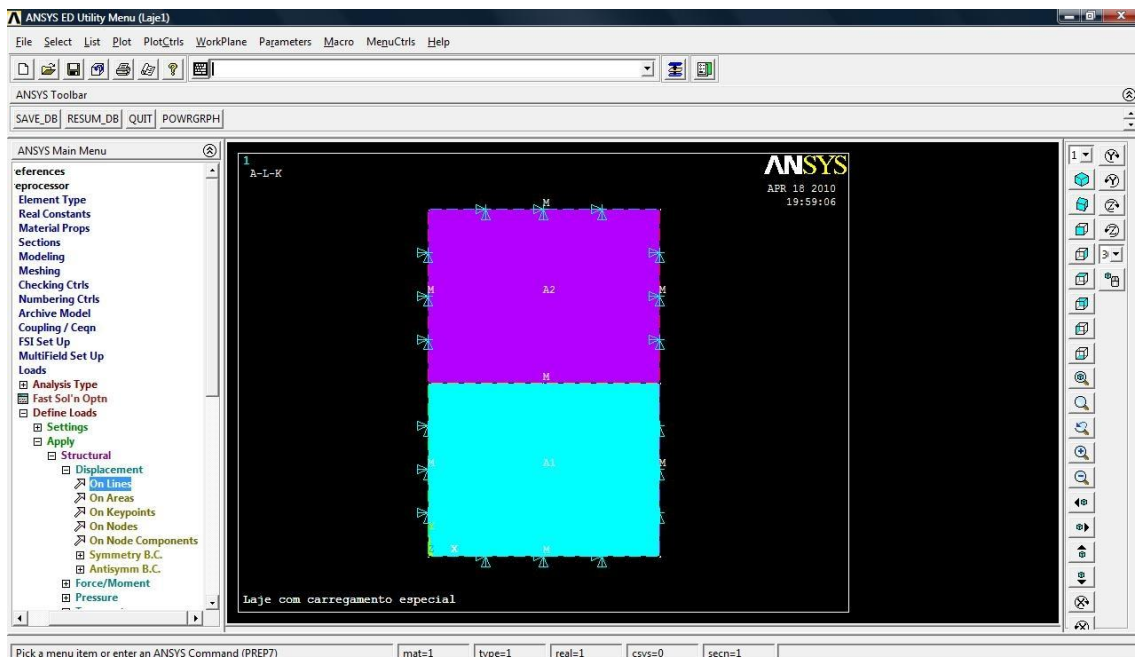 ANSYS ED Utility Menu (Laje1)
File Select List Plot PlotCtrls WorkPlane Parameters Macro MenuCtrls Help
ANSYS Toolbar
SAVE_DB RESUM_DB QUIT POWRGRPH
ANSYS Main Menu
eferences
eprocessor
Element Type
Real Constants
Material Props
Sections
Modeling
Meshing
Checking Ctrls
Numbering Ctrls
Archive Model
Coupling / Ceqn
FSI Set Up
MultiField Set Up
Loads
Analysis Type
Fast Sol'n Optn
Define Loads
Settings
Apply
Structural
Displacement
On Lines
On Areas
On Keypoints
On Nodes
On Node Components
Symmetry B.C.
Antisymm B.C.
Force/Moment
Pressure
1
A-L-K
ANSYS
APR 18 2010
19:59:06
M
A2
M M
M
A1
M M
X
M
Laje com carregamento especial
1
3
Pick a menu item or enter an ANSYS Command (PREP7) mat=1 type=1 real=1 csys=0 secn=1